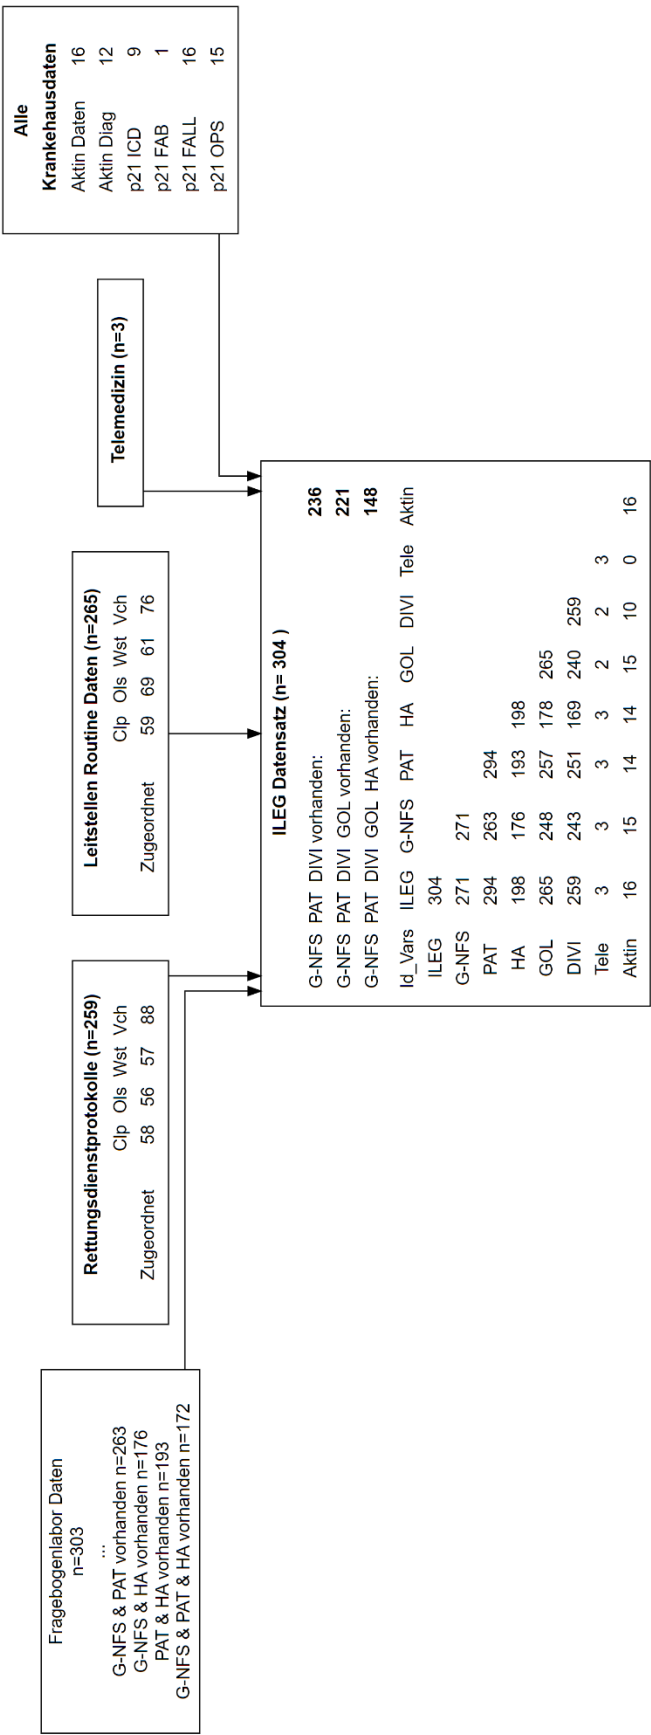 Fragebogenlabor Daten
n=303
...
G-NFS & PAT vorhanden n=263
G-NFS & HA vorhanden n=176
PAT & HA vorhanden n=193
G-NFS & PAT & HA vorhanden n=172
Rettungsdienstprotokolle (n=259)
Clp Ols Wst Vch
Zugeordnet 58 56 57 88
Leitstellen Routine Daten (n=265)
Clp Ols Wst Vch
Zugeordnet 59 69 61 76
Telemedizin (n=3)
Alle
Krankehausdaten
Aktin Daten 16
Aktin Diag 12
p21 ICD 9
p21 FAB 1
p21 FALL 16
p21 OPS 15
ILEG Datensatz (n= 304 )
G-NFS PAT DIVI vorhanden: 236
G-NFS PAT DIVI GOL vorhanden: 221
G-NFS PAT DIVI GOL HA vorhanden: 148
Id_Vars ILEG G-NFS PAT HA GOL DIVI Tele Aktin
ILEG 304
G-NFS 271 271
PAT 294 263 294
HA 198 176 193 198
GOL 265 248 257 178 265
DIVI 259 243 251 169 240 259
Tele 3 3 3 3 2 2 3
Aktin 16 15 14 14 15 10 0 16